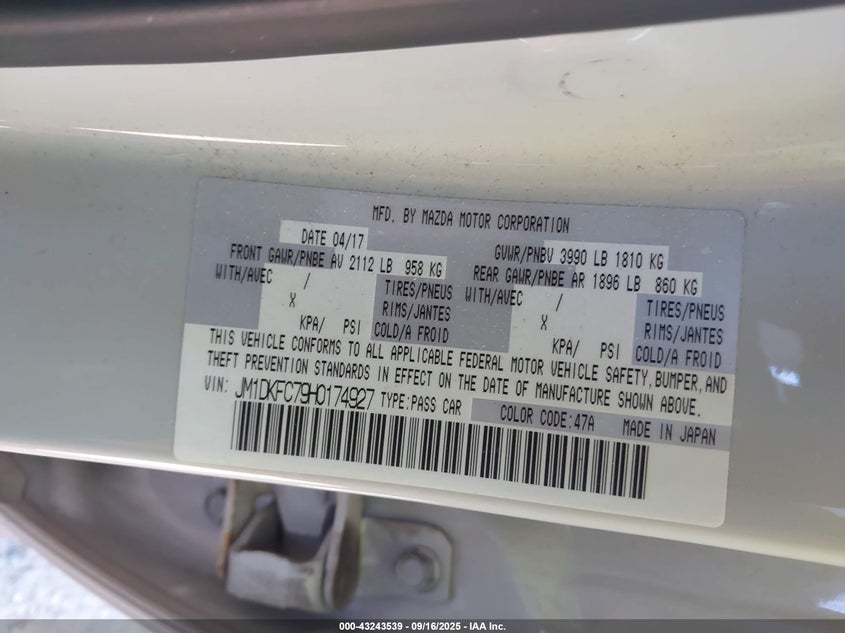 MFD. BY MAZDA MOTOR CORPORATION
DATE 04/17
GVWR/PNBV 3990 LB 1810 KG
FRONT GAWR/PNBE AV 2112 LB 958 KG
REAR GAWR/PNBE AR 1896 LB 860 KG
WITH/AVEC / TIRES/PNEUS
X RIMS/JANTES
KPA/ PSI COLD/A FROID
WITH/AVEC / TIRES/PNEUS
X RIMS/JANTES
KPA/ PSI COLD/A FROID
THIS VEHICLE CONFORMS TO ALL APPLICABLE FEDERAL MOTOR VEHICLE SAFETY, BUMPER, AND
THEFT PREVENTION STANDARDS IN EFFECT ON THE DATE OF MANUFACTURE SHOWN ABOVE.
VIN: JM1DKFC79H0174927 TYPE:PASS CAR
COLOR CODE:47A MADE IN JAPAN
000-43243539 - 09/16/2025 - IAA Inc.